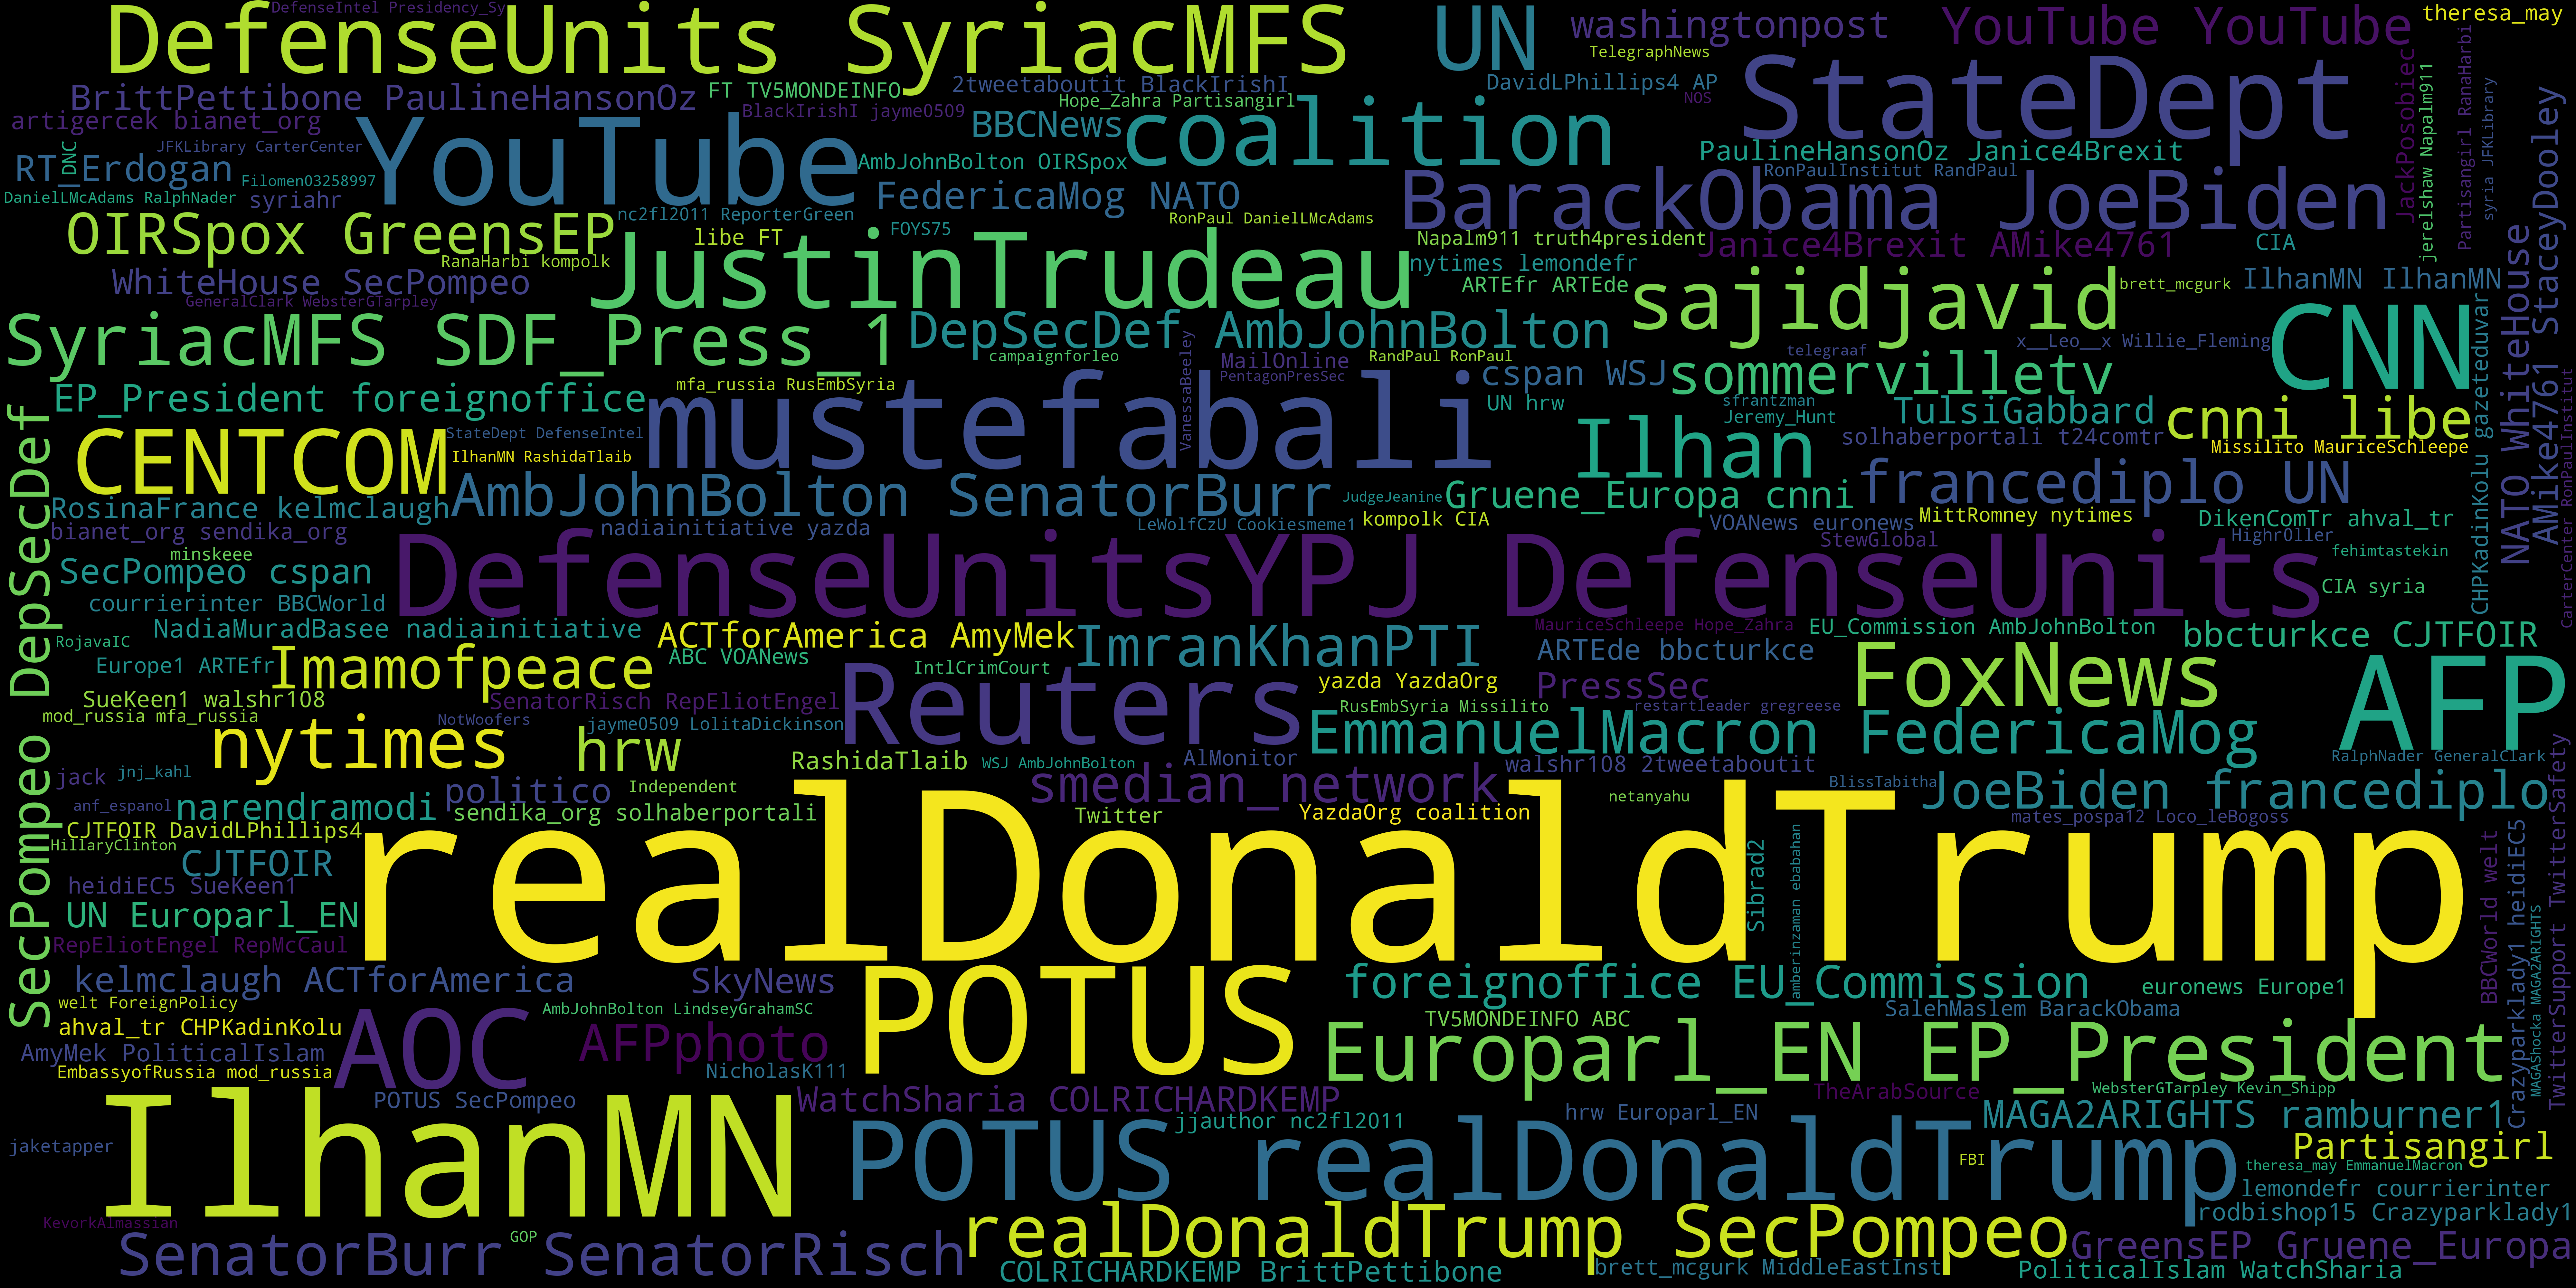 DefenseIntel Presidency_Sy
DefenseUnits SyriacMFS
UN
washingtonpost
YouTube YouTube
theresa_may
TelegraphNews
StateDept
BrittPettibone PaulineHansonOz
FT TV5MONDEINFO
2tweetaboutit BlackIrishI
DavidLPhillips4 AP
Hope_Zahra Partisangirl
NOS
artigercek bianet_org
BlackIrishI jayme0509
YouTube
BBCNews
coalition
JackPosobiec
jerelshaw Napalm911
Partisangirl RanaHarbi
syria JFKLibrary
AMike4761 StaceyDooley
DNC
JFKLibrary CarterCenter
RT_Erdogan
Filomen03258997
AmbJohnBolton OIRSpox
PaulineHansonOz Janice4Brexit
RonPaulInstitut RandPaul
DanielLMcAdams RalphNader
syriahr
FedericaMog NATO
BarackObama JoeBiden
nc2fl2011 ReporterGreen
RonPaul DanielLMcAdams
FOYS75
OIRSpox GreensEP
libe FT
JustinTrudeau
Napalm911 truth4president
Janice4Brexit AMike4761
CIA
RanaHarbi kompolk
nytimes lemondefr
WhiteHouse SecPompeo
ARTEfr ARTEde
sajidjavid
brett_mcgurk
IlhanMN IlhanMN
GeneralClark WebsterGTarpley
NATO WhiteHouse
CHPKadinKolu gazeteduvar
SyriacMFS SDF_Press_1
DepSecDef AmbJohnBolton
CNN
campaignforleo
VanessaBeeley
MailOnline
RandPaul RonPaul
telegraaf
x__Leo__x Willie_Fleming
PentagonPresSec
cspan WSJ
sommervilletv
mfa_russia RusEmbSyria
EP_President foreignoffice
mustefabali
UN hrw
sfrantzman
Jeremy_Hunt
Ilhan
TulsiGabbard
cnni libe
CarterCenter RonPaulInstitut
SecPompeo DepSecDef
CENTCOM
StateDept DefenseIntel
IlhanMN RashidaTlaib
solhaberportali t24comtr
Missilito MauriceSchleepe
francediplo UN
AmbJohnBolton SenatorBurr
JudgeJeanine
Gruene_Europa cnni
RosinaFrance kelmclaugh
bianet_org sendika_org
nadiainitiative yazda
LeWolfCzU Cookiesmeme1
kompolk CIA
VOANews euronews
MittRomney nytimes
DikenComTr ahval_tr
StewGlobal
Highr0ller
minskeee
fehimtastekin
SecPompeo cspan
DefenseUnitsYPJ DefenseUnits
CIA syria
courrierinter BBCWorld
NadiaMuradBasee nadiainitiative
RojavaIC
ACTforAmerica AmyMek
ImranKhanPTI
MauriceSchleepe Hope_Zahra
EU_Commission AmbJohnBolton
bbcturkce CJTFOIR
Europe1 ARTEfr
Imamofpeace
ABC VOANews
Reuters
IntlCrimCourt
ARTEde bbcturkce
FoxNews
AFP
yazda YazdaOrg
PressSec
SueKeen1 walshr108
SenatorRisch RepEliotEngel
RusEmbSyria Missilito
restartleader gregreese
mod_russia mfa_russia
NotWoofers
jayme0509 LolitaDickinson
nytimes
hrw
EmmanuelMacron FedericaMog
RashidaTlaib
WSJ AmbJohnBolton
AlMonitor
walshr108 2tweetaboutit
RalphNader GeneralClark
jack
jnj_kahl
politico
Independent
smedian_network
netanyahu
BlissTabitha
JoeBiden francediplo
TwitterSupport TwitterSafety
anf_espanol
narendramodi
sendika_org solhaberportali
Twitter
YazdaOrg coalition
mates_pospa12 Loco_leBogoss
CJTFOIR DavidLPhillips4
HillaryClinton
realDonaldTrump
Sibrad2
amberinzaman ebabahan
BBCWorld welt
Crazyparklady1 heidiEC5
MAGAShocka MAGA2ARIGHTS
CJTFOIR
heidiEC5 SueKeen1
UN Europarl_EN
RepEliotEngel RepMcCaul
kelmclaugh ACTforAmerica
SkyNews
POTUS
foreignoffice EU_Commission
euronews Europe1
welt ForeignPolicy
AmbJohnBolton LindseyGrahamSC
SalehMaslem BarackObama
ahval_tr CHPKadinKolu
AOC
AFPphoto
TV5MONDEINFO ABC
Europarl_EN EP_President
AmyMek PoliticalIslam
EmbassyofRussia mod_russia
NicholasK111
IlhanMN
POTUS SecPompeo
WatchSharia COLRICHARDKEMP
TheArabSource
WebsterGTarpley Kevin_Shipp
jjauthor nc2fl2011
hrw Europarl_EN
MAGA2ARIGHTS ramburner1
jaketapper
POTUS realDonaldTrump
FBI
Partisangirl
theresa_may EmmanuelMacron
lemondefr courrierinter
rodbishop15 Crazyparklady1
KevorkAlmassian
GOP
SenatorBurr SenatorRisch
realDonaldTrump SecPompeo
GreensEP Gruene_Europa
COLRICHARDKEMP BrittPettibone
brett_mcgurk MiddleEastInst
PoliticalIslam WatchSharia